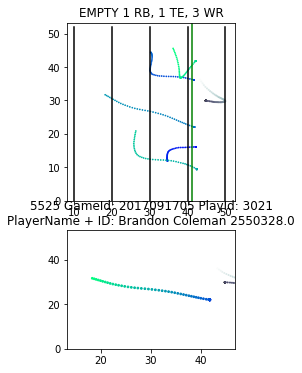 EMPTY 1 RB, 1 TE, 3 WR
50
40
30
20
10
0
10 20 30 40 50
5525 GameId: 2017091705 PlayId: 3021
PlayerName + ID: Brandon Coleman 2550328.0
60
40
20
0
20 40